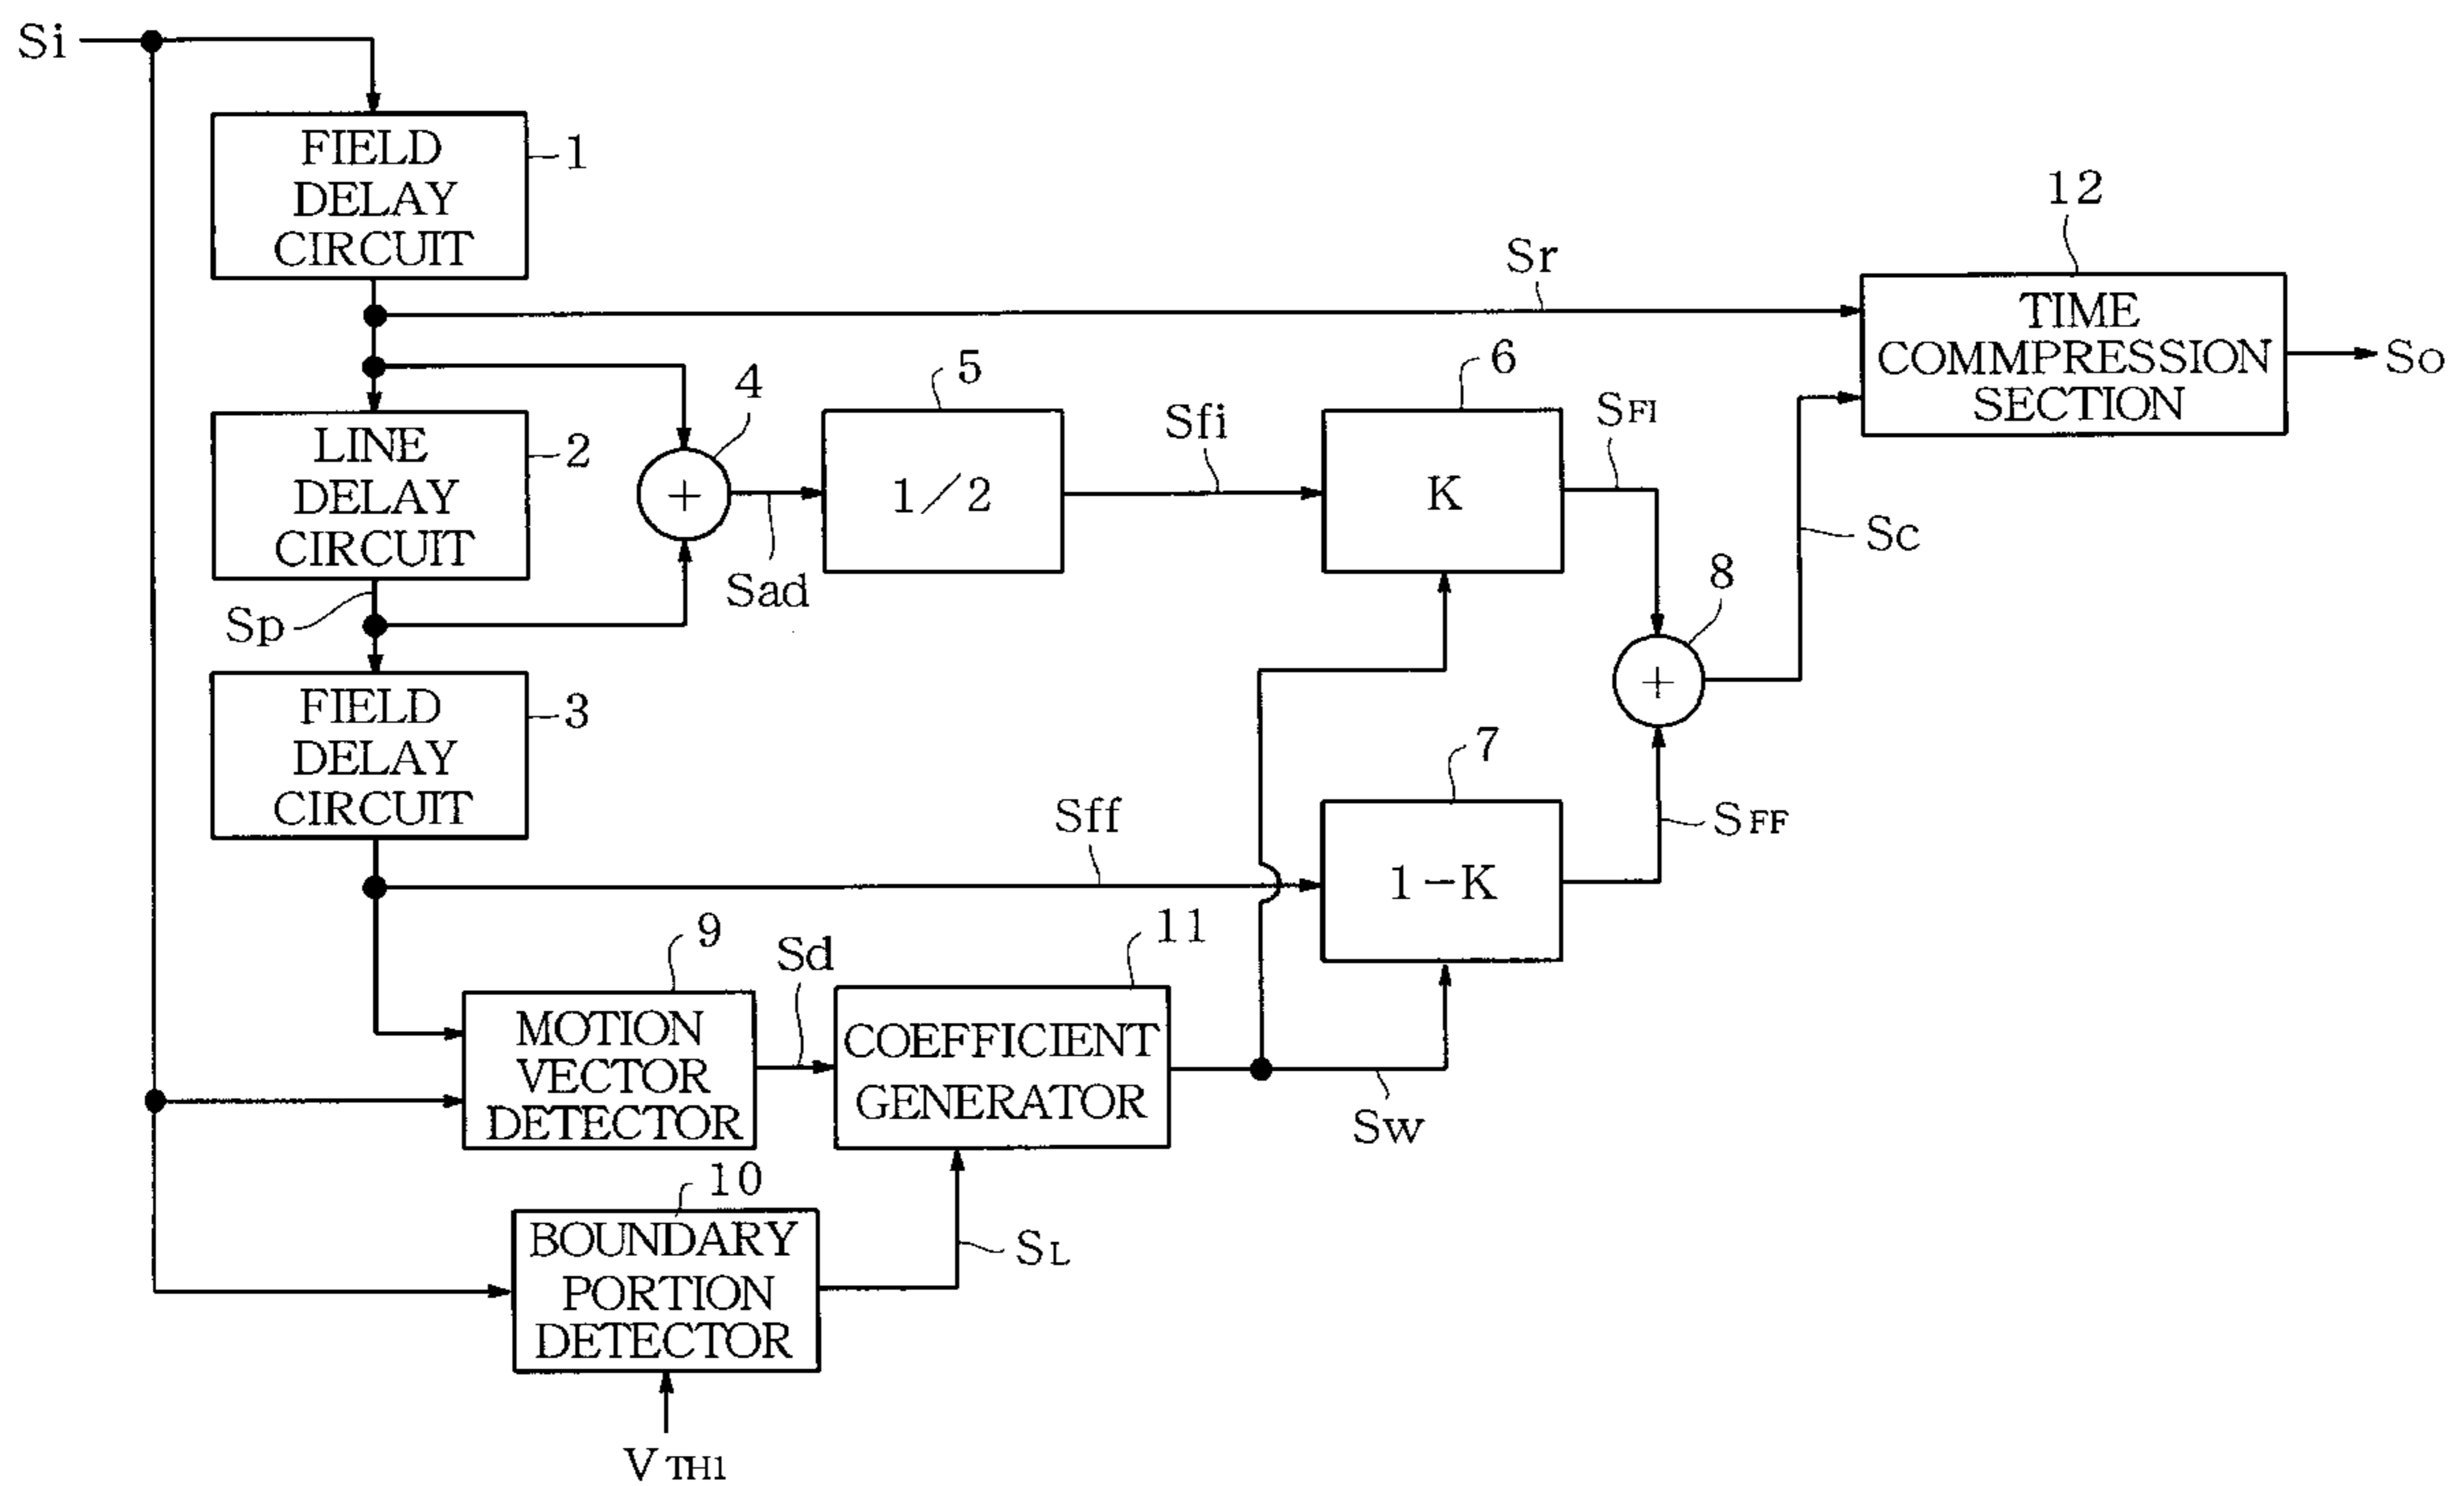 Si
FIELD
DELAY
CIRCUIT
1
12
Sr
TIME
COMMPRESSION
SECTION
So
LINE
DELAY
CIRCUIT
2
4
+
Sad
5
1/2
Sfi
6
K
SFI
Sc
8
+
Sp
FIELD
DELAY
CIRCUIT
3
Sff
7
1-K
SFF
9
MOTION
VECTOR
DETECTOR
Sd
11
COEFFICIENT
GENERATOR
Sw
10
BOUNDARY
PORTION
DETECTOR
SL
VTH1